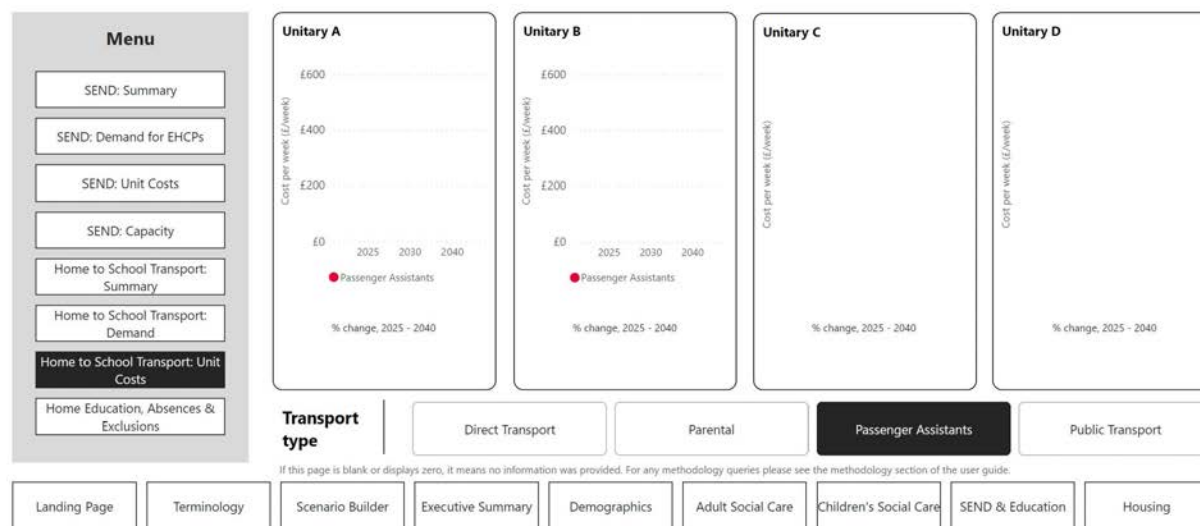 Menu
SEND: Summary
SEND: Demand for EHCPs
SEND: Unit Costs
SEND: Capacity
Home to School Transport:
Summary
Home to School Transport:
Demand
Home to School Transport: Unit
Costs
Home Education, Absences &
Exclusions
Unitary A
Cost per week (£/week)
£600
£400
£200
£0
2025 2030 2040
Passenger Assistants
% change, 2025 - 2040
Unitary B
Cost per week (£/week)
£600
£400
£200
£0
2025 2030 2040
Passenger Assistants
% change, 2025 - 2040
Unitary C
Cost per week (£/week)
% change, 2025 - 2040
Unitary D
Cost per week (£/week)
% change, 2025 - 2040
Transport
type
Direct Transport
Parental
Passenger Assistants
Public Transport
If this page is blank or displays zero, it means no information was provided. For any methodology queries please see the methodology section of the user guide.
Landing Page
Terminology
Scenario Builder
Executive Summary
Demographics
Adult Social Care
Children's Social Care
SEND & Education
Housing